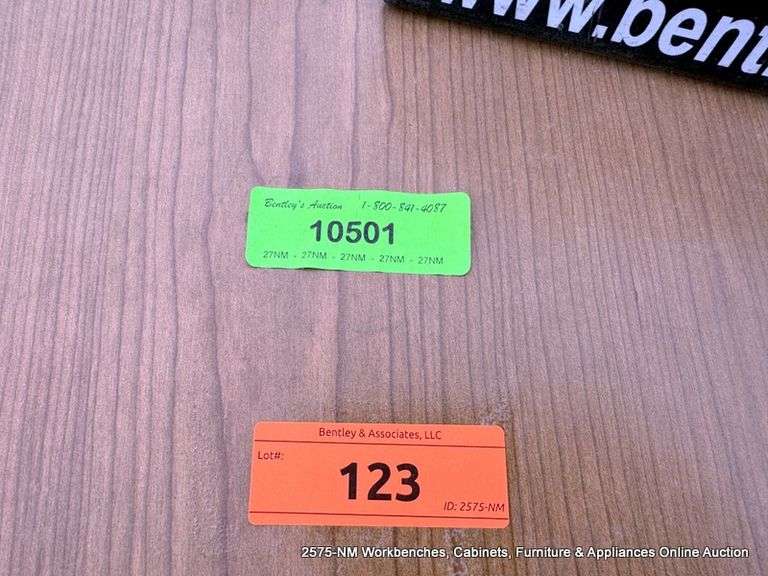 www.bent
Bentley's Auction 1-800-841-4087
10501
27NM - 27NM - 27NM - 27NM - 27NM
Bentley & Associates, LLC
Lot#:
123
ID: 2575-NM
2575-NM Workbenches, Cabinets, Furniture & Appliances Online Auction